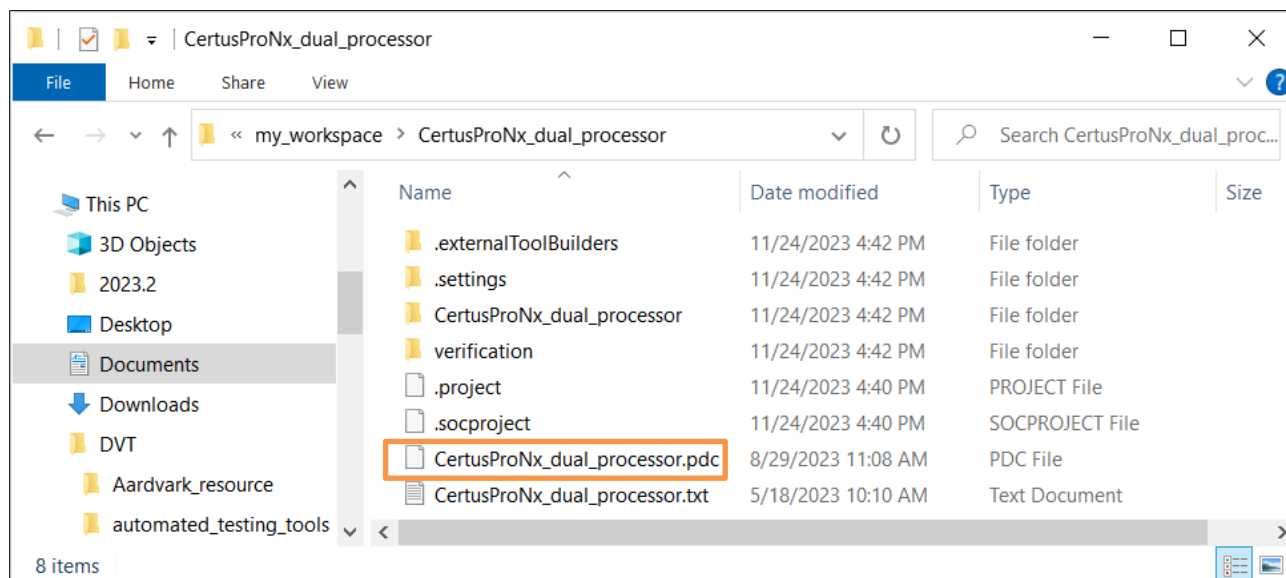 CertusProNx_dual_processor
File Home Share View ?
« my_workspace > CertusProNx_dual_processor Search CertusProNx_dual_proc...
This PC
3D Objects
2023.2
Desktop
Documents
Downloads
DVT
Aardvark_resource
automated_testing_tools
Name Date modified Type Size
.externalToolBuilders 11/24/2023 4:42 PM File folder
.settings 11/24/2023 4:42 PM File folder
CertusProNx_dual_processor 11/24/2023 4:42 PM File folder
verification 11/24/2023 4:42 PM File folder
.project 11/24/2023 4:40 PM PROJECT File
.socproject 11/24/2023 4:40 PM SOCPROJECT File
CertusProNx_dual_processor.pdc 8/29/2023 11:08 AM PDC File
CertusProNx_dual_processor.txt 5/18/2023 10:10 AM Text Document
8 items